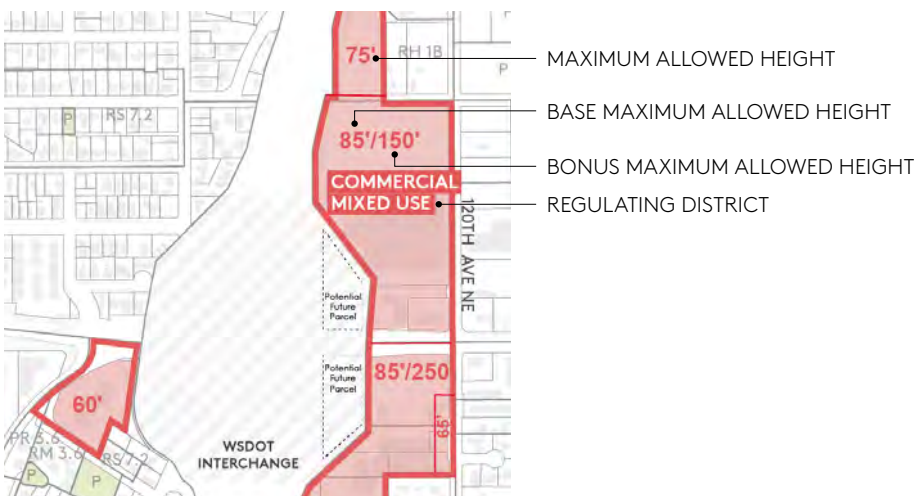 75'
RH 1B
P
MAXIMUM ALLOWED HEIGHT
P
RS 7.2
BASE MAXIMUM ALLOWED HEIGHT
85'/150'
BONUS MAXIMUM ALLOWED HEIGHT
COMMERCIAL
MIXED USE
REGULATING DISTRICT
120TH AVE NE
Potential
Future
Parcel
Potential
Future
Parcel
85'/250
60'
65'
PR 3.6
RM 3.6
RS 7.2
WSDOT
INTERCHANGE
P
P